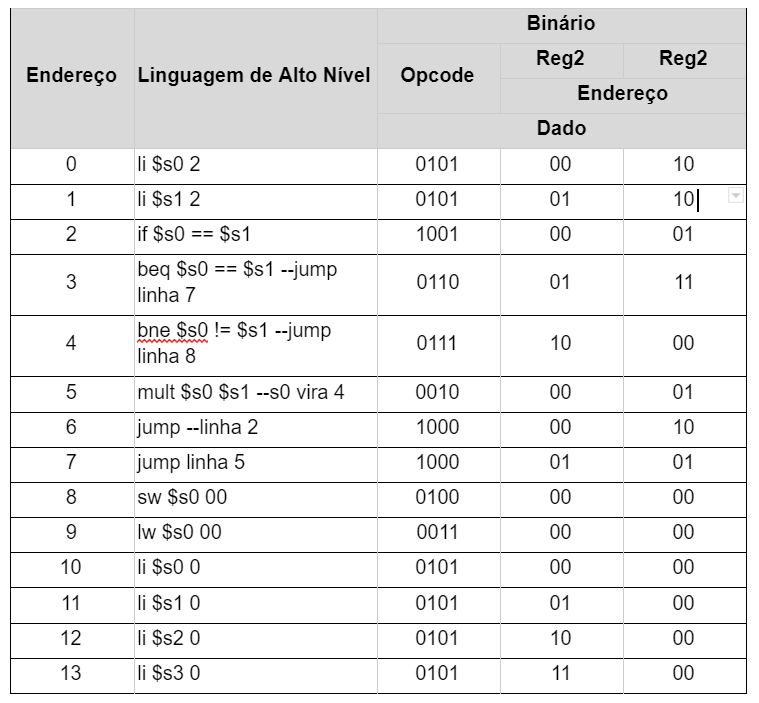 Binário
Endereço Linguagem de Alto Nível Opcode Reg2 Reg2
Endereço
Dado
0 li $s0 2 0101 00 10
1 li $s1 2 0101 01 10
2 if $s0 == $s1 1001 00 01
3 beq $s0 == $s1 --jump
linha 7 0110 01 11
4 bne $s0 != $s1 --jump
linha 8 0111 10 00
5 mult $s0 $s1 --s0 vira 4 0010 00 01
6 jump --linha 2 1000 00 10
7 jump linha 5 1000 01 01
8 sw $s0 00 0100 00 00
9 lw $s0 00 0011 00 00
10 li $s0 0 0101 00 00
11 li $s1 0 0101 01 00
12 li $s2 0 0101 10 00
13 li $s3 0 0101 11 00